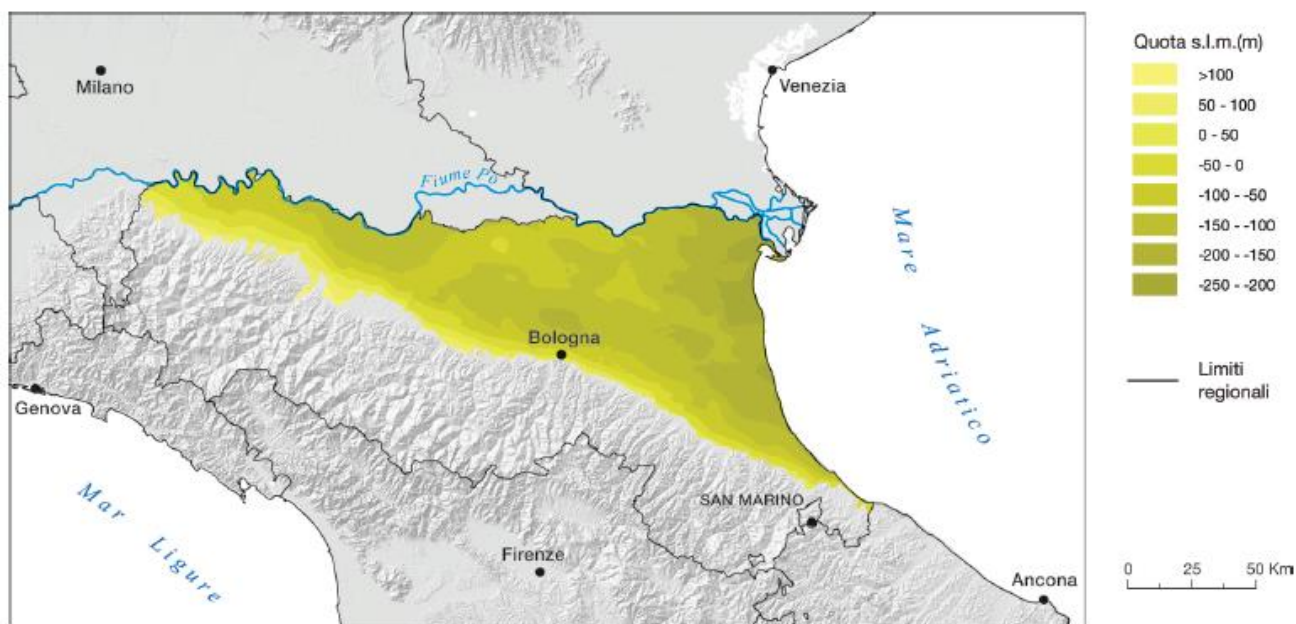 Milano
Venezia
Fiume Po
Bologna
Genova
SAN MARINO
Firenze
Ancona
Mar Ligure
Mare Adriatico
Quota s.l.m.(m)
>100
50 - 100
0 - 50
-50 - 0
-100 - -50
-150 - -100
-200 - -150
-250 - -200
Limiti
regionali
0 25 50 Km